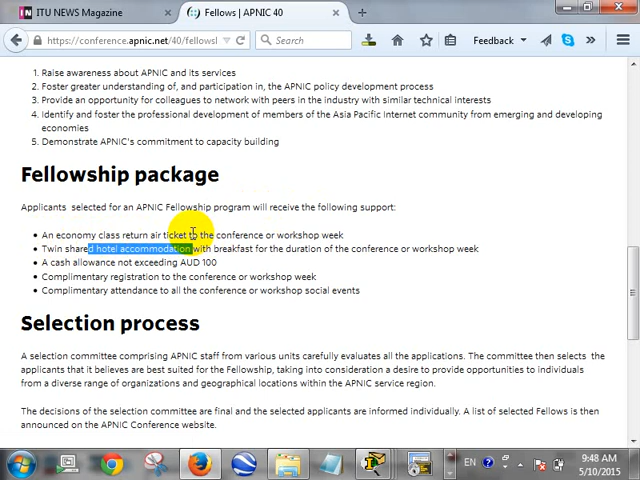 ITU NEWS Magazine
Fellows | APNIC 40
https://conference.apnic.net/40/fellowsl
Search
Feedback
1. Raise awareness about APNIC and its services
2. Foster greater understanding of, and participation in, the APNIC policy development process
3. Provide an opportunity for colleagues to network with peers in the industry with similar technical interests
4. Identify and foster the professional development of members of the Asia Pacific Internet community from emerging and developing
economies
5. Demonstrate APNIC's commitment to capacity building
Fellowship package
Applicants selected for an APNIC Fellowship program will receive the following support:
• An economy class return air ticket to the conference or workshop week
• Twin shared hotel accommodation with breakfast for the duration of the conference or workshop week
• A cash allowance not exceeding AUD 100
• Complimentary registration to the conference or workshop week
• Complimentary attendance to all the conference or workshop social events
Selection process
A selection committee comprising APNIC staff from various units carefully evaluates all the applications. The committee then selects the
applicants that it believes are best suited for the Fellowship, taking into consideration a desire to provide opportunities to individuals
from a diverse range of organizations and geographical locations within the APNIC service region.
The decisions of the selection committee are final and the selected applicants are informed individually. A list of selected Fellows is then
announced on the APNIC Conference website.
EN
9:48 AM
5/10/2015